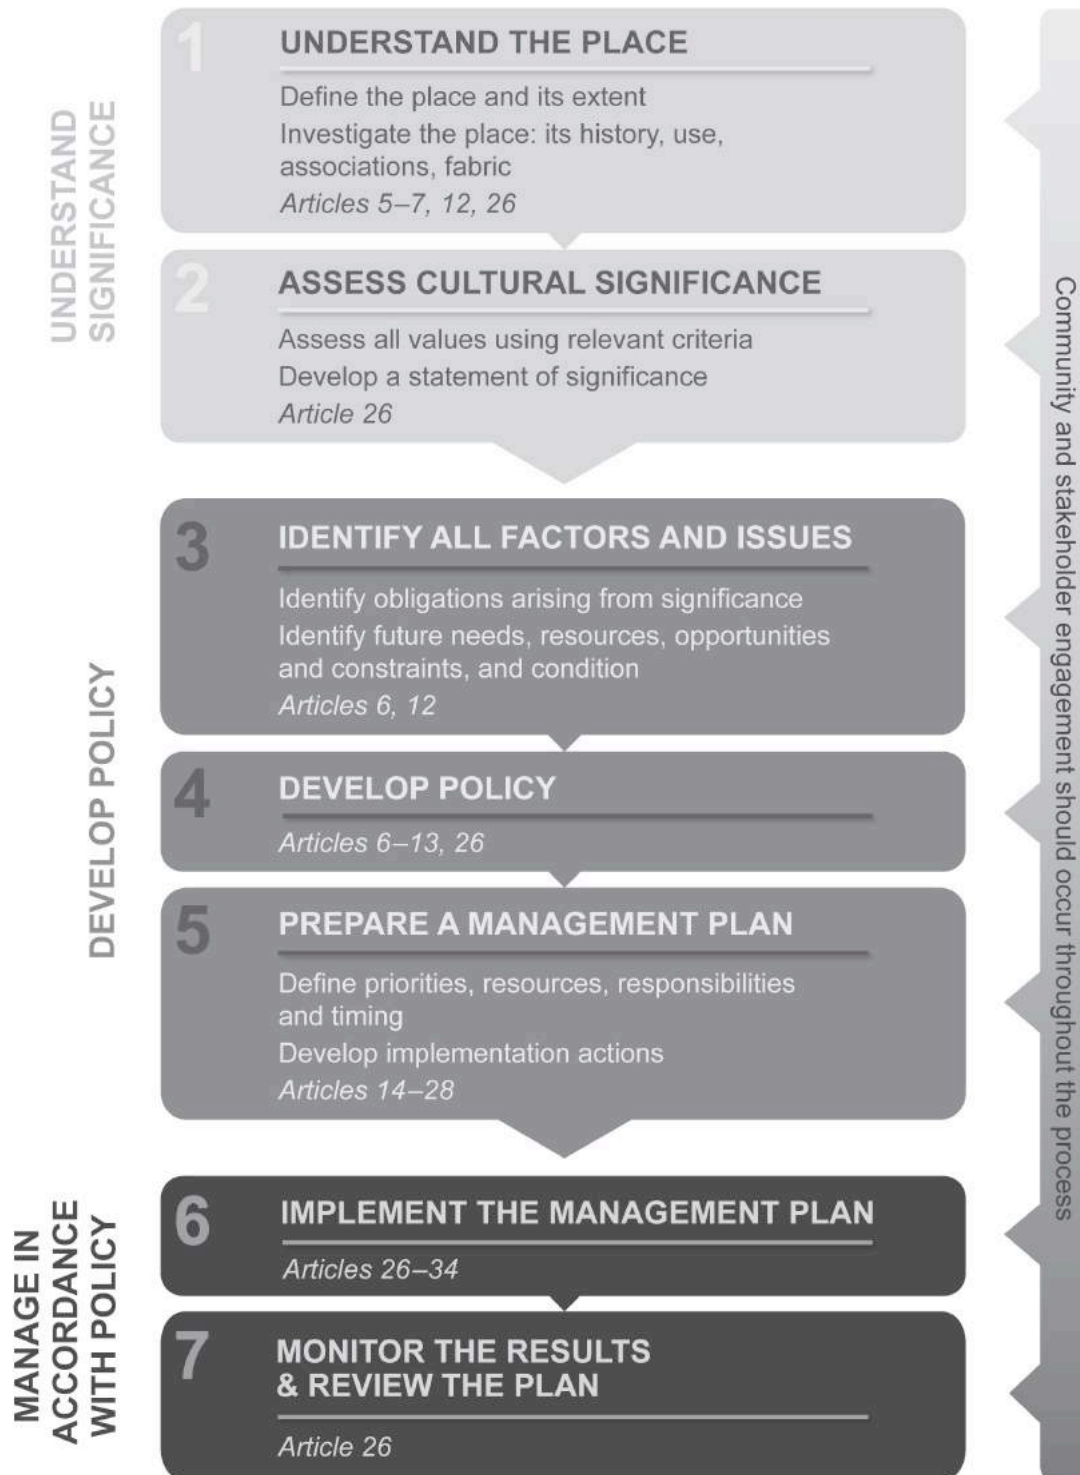 UNDERSTAND
SIGNIFICANCE
1
UNDERSTAND THE PLACE
Define the place and its extent
Investigate the place: its history, use,
associations, fabric
Articles 5–7, 12, 26
2
ASSESS CULTURAL SIGNIFICANCE
Assess all values using relevant criteria
Develop a statement of significance
Article 26
DEVELOP POLICY
3
IDENTIFY ALL FACTORS AND ISSUES
Identify obligations arising from significance
Identify future needs, resources, opportunities
and constraints, and condition
Articles 6, 12
4
DEVELOP POLICY
Articles 6–13, 26
5
PREPARE A MANAGEMENT PLAN
Define priorities, resources, responsibilities
and timing
Develop implementation actions
Articles 14–28
MANAGE IN
ACCORDANCE
WITH POLICY
6
IMPLEMENT THE MANAGEMENT PLAN
Articles 26–34
7
MONITOR THE RESULTS
& REVIEW THE PLAN
Article 26
Community and stakeholder engagement should occur throughout the process